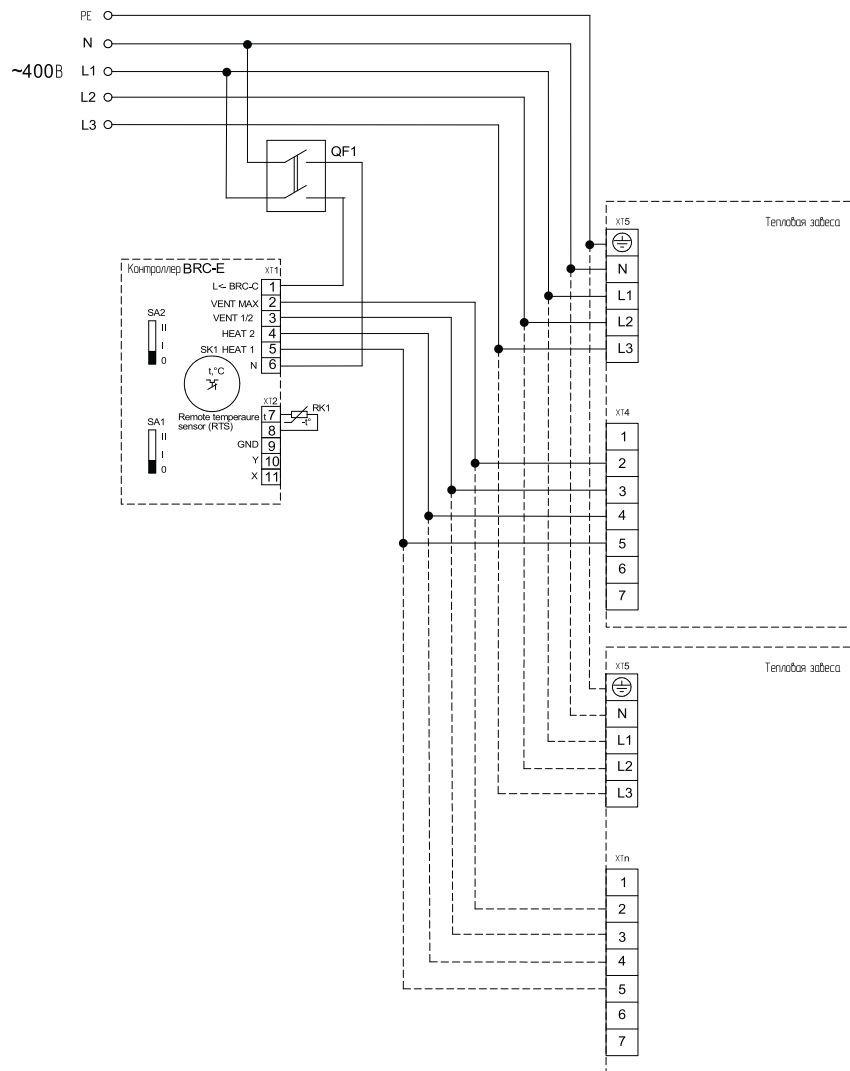 PE
N
~400В
L1
L2
L3
QF1
XT5
Тепловая завеса
N
L1
L2
L3
Контроллер BRC-E
XT1
L<- BRC-C 1
VENT MAX 2
VENT 1/2 3
HEAT 2 4
SK1 HEAT 1 5
N 6
SA2
II
I
0
t,°C
XT2
Remote temperaure
sensor (RTS)
t 7
8
GND 9
Y 10
X 11
RK1
-t°
SA1
II
I
0
XT4
1
2
3
4
5
6
7
XT5
Тепловая завеса
N
L1
L2
L3
XTn
1
2
3
4
5
6
7